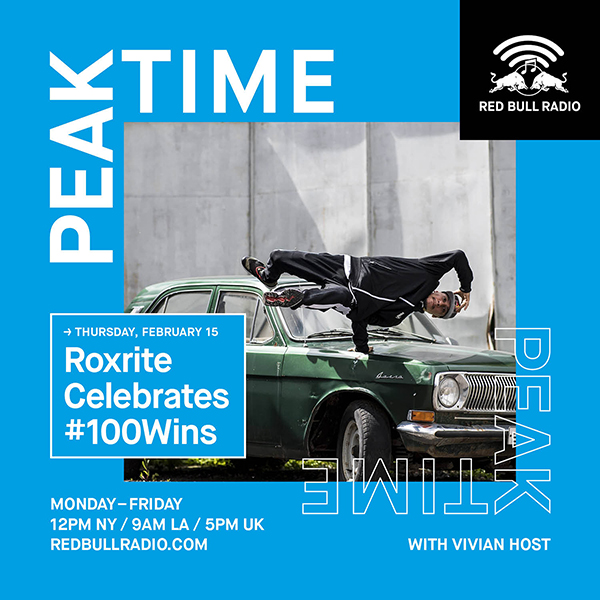 PEAK TIME
RED BULL RADIO
→ THURSDAY, FEBRUARY 15
Roxrite
Celebrates
#100Wins
PEAK TIME
MONDAY–FRIDAY
12PM NY / 9AM LA / 5PM UK
REDBULLRADIO.COM
WITH VIVIAN HOST